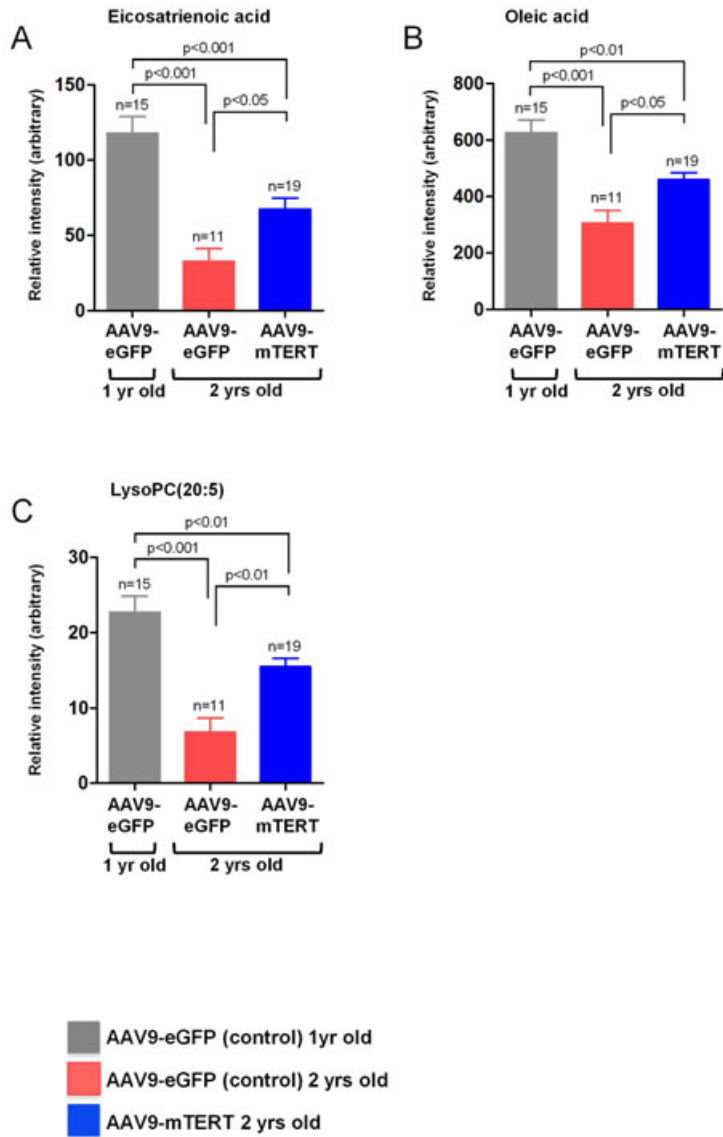 A
Eicosatrienoic acid
p<0.001
p<0.001
p<0.05
n=15
n=11
n=19
Relative intensity (arbitrary)
150
100
50
0
AAV9-
eGFP
AAV9-
eGFP
AAV9-
mTERT
1 yr old
2 yrs old
B
Oleic acid
p<0.01
p<0.001
p<0.05
n=15
n=11
n=19
Relative intensity (arbitrary)
800
600
400
200
0
AAV9-
eGFP
AAV9-
eGFP
AAV9-
mTERT
1 yr old
2 yrs old
C
LysoPC(20:5)
p<0.01
p<0.001
p<0.01
n=15
n=11
n=19
Relative intensity (arbitrary)
30
20
10
0
AAV9-
eGFP
AAV9-
eGFP
AAV9-
mTERT
1 yr old
2 yrs old
AAV9-eGFP (control) 1yr old
AAV9-eGFP (control) 2 yrs old
AAV9-mTERT 2 yrs old